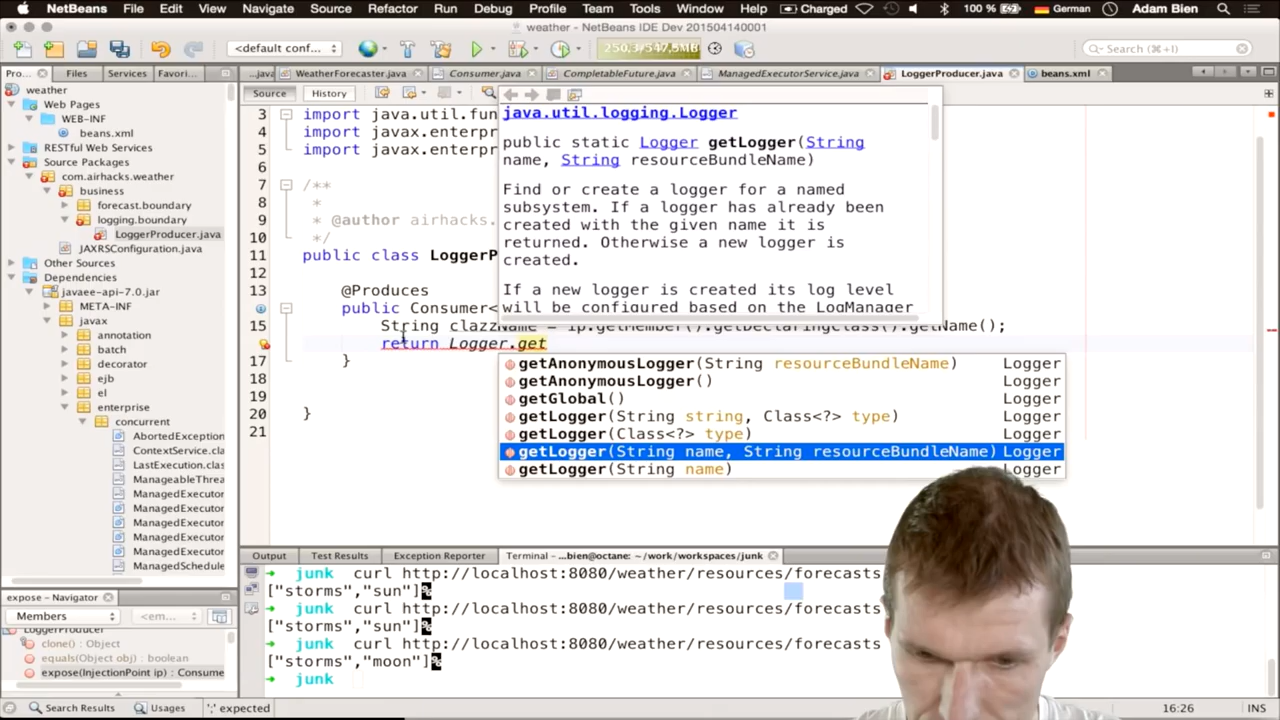 NetBeans File Edit View Navigate Source Refactor Run Debug Profile Team Tools Window Help Charged 100 % German Adam Bien
weather - NetBeans IDE Dev 201504140001
<default conf... 250,3/547,5MB Search (⌘+I)
Pro... Files Services Favori... ...java WeatherForecaster.java Consumer.java CompletableFuture.java ManagedExecutorService.java LoggerProducer.java beans.xml
Source History
weather
Web Pages
WEB-INF
beans.xml
RESTful Web Services
Source Packages
com.airhacks.weather
business
forecast.boundary
logging.boundary
LoggerProducer.java
JAXRSConfiguration.java
Other Sources
Dependencies
javaee-api-7.0.jar
META-INF
javax
annotation
batch
decorator
ejb
el
enterprise
concurrent
AbortedException
ContextService.cla
LastExecution.clas
ManageableThrea
ManagedExecutor
ManagedExecutor
ManagedExecutor
ManagedExecutor
ManagedExecutor
ManagedSchedule
3 import java.util.fun
4 import javax.enterpr
5 import javax.enterpr
6
7 /**
8 *
9 * @author airhacks.
10 */
11 public class LoggerP
12
13 @Produces
public Consumer<
15 String clazzName = ip.getMember().getDeclaringClass().getName();
return Logger.get
17 }
18
19
20 }
21
java.util.logging.Logger
public static Logger getLogger(String
name, String resourceBundleName)
Find or create a logger for a named
subsystem. If a logger has already been
created with the given name it is
returned. Otherwise a new logger is
created.
If a new logger is created its log level
will be configured based on the LogManager
getAnonymousLogger(String resourceBundleName) Logger
getAnonymousLogger() Logger
getGlobal() Logger
getLogger(String string, Class<?> type) Logger
getLogger(Class<?> type) Logger
getLogger(String name, String resourceBundleName) Logger
getLogger(String name) Logger
Output Test Results Exception Reporter Terminal - ...bien@octane: ~/work/workspaces/junk
➜ junk curl http://localhost:8080/weather/resources/forecasts
["storms","sun"]%
➜ junk curl http://localhost:8080/weather/resources/forecasts
["storms","sun"]%
➜ junk curl http://localhost:8080/weather/resources/forecasts
["storms","moon"]%
➜ junk
expose - Navigator
Members <em...
LoggerProducer
clone() : Object
equals(Object obj) : boolean
expose(InjectionPoint ip) : Consume
Search Results Usages expected 16:26 INS